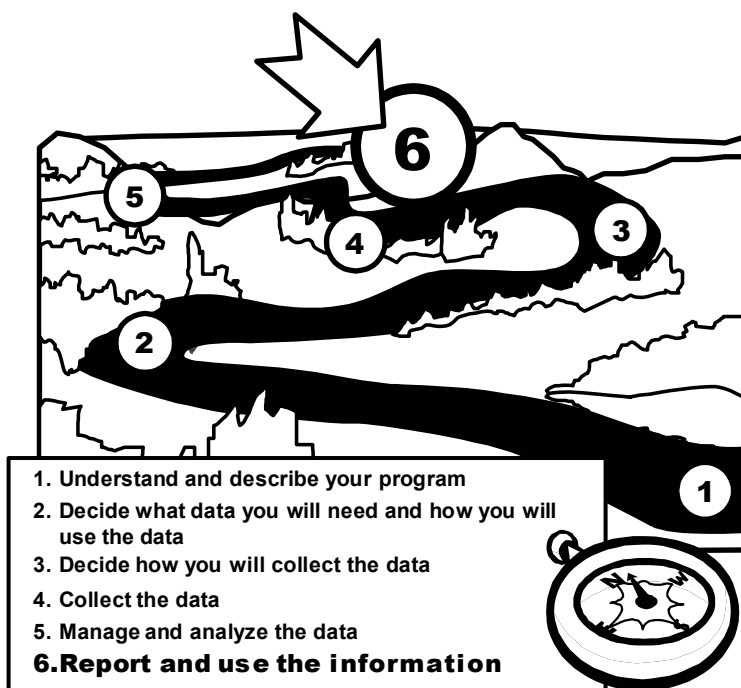 6
5
4
3
2
1
1. Understand and describe your program
2. Decide what data you will need and how you will
use the data
3. Decide how you will collect the data
4. Collect the data
5. Manage and analyze the data
6.Report and use the information
N
W
S
E